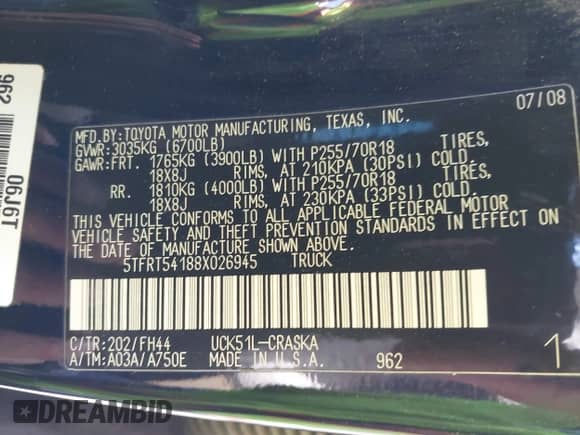 07/08
MFD.BY:TOYOTA MOTOR MANUFACTURING, TEXAS, INC.
GVWR:3035KG (6700LB)
GAWR:FRT. 1765KG (3900LB) WITH P255/70R18 TIRES,
18X8J RIMS, AT 210KPA (30PSI) COLD.
RR. 1810KG (4000LB) WITH P255/70R18 TIRES,
18X8J RIMS, AT 230KPA (33PSI) COLD.
THIS VEHICLE CONFORMS TO ALL APPLICABLE FEDERAL MOTOR
VEHICLE SAFETY AND THEFT PREVENTION STANDARDS IN EFFECT ON
THE DATE OF MANUFACTURE SHOWN ABOVE.
5TFRT54188X026945 TRUCK
C/TR:202/FH44 UCK51L-CRASKA
A/TM:A03A/A750E MADE IN U.S.A. 962 1
962 06J6T
DREAMBID